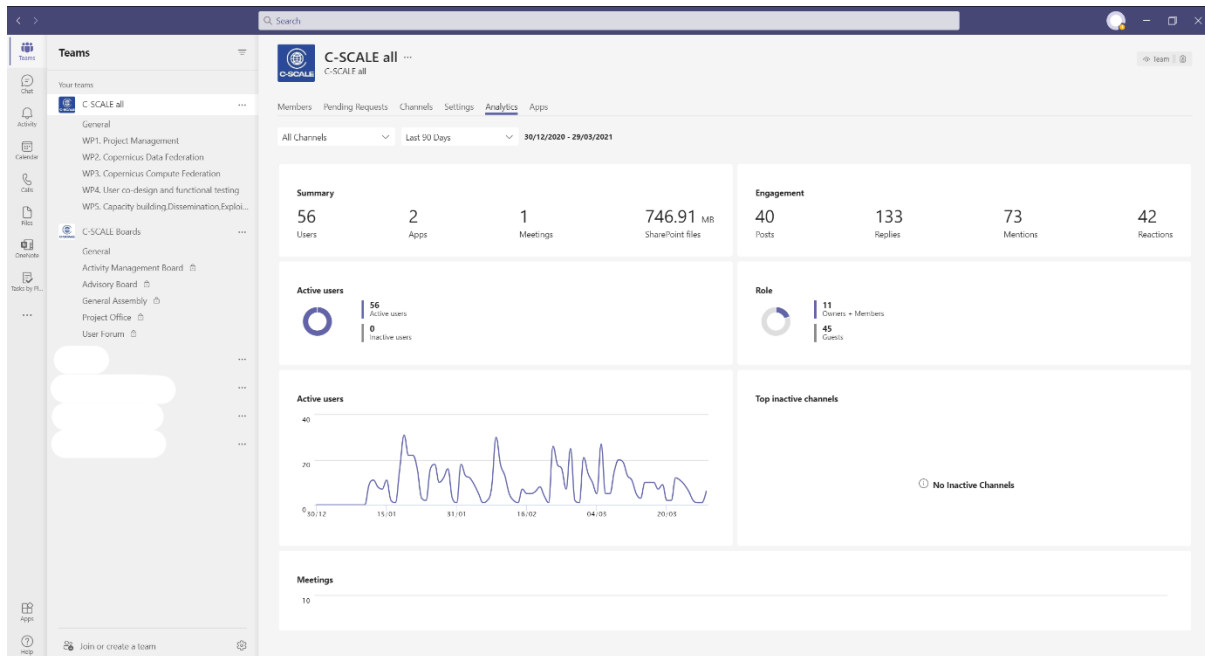 Search
Teams
Chat
Activity
Calendar
Calls
Files
OneNote
Tasks by Pl...
Apps
Help
Teams
Your teams
C-SCALE all
General
WP1. Project Management
WP2. Copernicus Data Federation
WP3. Copernicus Compute Federation
WP4. User co-design and functional testing
WP5. Capacity building,Dissemination,Exploi...
C-SCALE Boards
General
Activity Management Board
Advisory Board
General Assembly
Project Office
User Forum
Join or create a team
C-SCALE
C-SCALE all ...
C-SCALE all
Team
Members Pending Requests Channels Settings Analytics Apps
All Channels Last 90 Days 30/12/2020 - 29/03/2021
Summary
56 2 1 746.91 MB
Users Apps Meetings SharePoint files
Engagement
40 133 73 42
Posts Replies Mentions Reactions
Active users
56
Active users
0
Inactive users
Role
11
Owners + Members
45
Guests
Active users
40
20
0
30/12 15/01 31/01 16/02 04/03 20/03
Top inactive channels
No Inactive Channels
Meetings
10